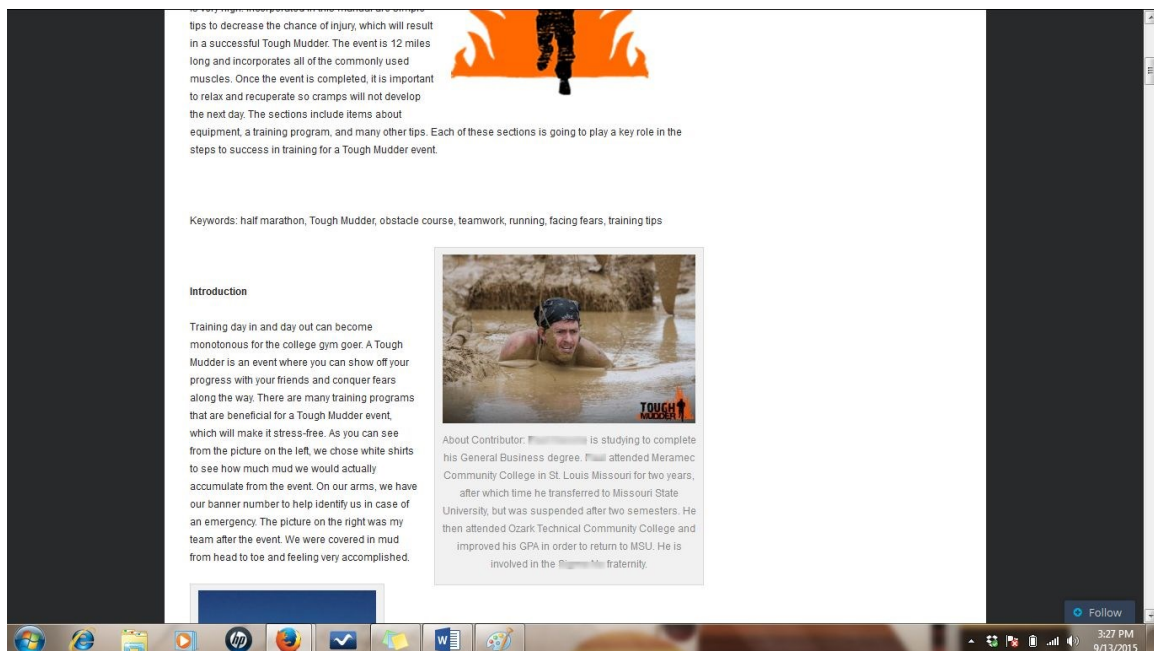 tips to decrease the chance of injury, which will result
in a successful Tough Mudder. The event is 12 miles
long and incorporates all of the commonly used
muscles. Once the event is completed, it is important
to relax and recuperate so cramps will not develop
the next day. The sections include items about
equipment, a training program, and many other tips. Each of these sections is going to play a key role in the
steps to success in training for a Tough Mudder event.
Keywords: half marathon, Tough Mudder, obstacle course, teamwork, running, facing fears, training tips
Introduction
Training day in and day out can become
monotonous for the college gym goer. A Tough
Mudder is an event where you can show off your
progress with your friends and conquer fears
along the way. There are many training programs
that are beneficial for a Tough Mudder event,
which will make it stress-free. As you can see
from the picture on the left, we chose white shirts
to see how much mud we would actually
accumulate from the event. On our arms, we have
our banner number to help identify us in case of
an emergency. The picture on the right was my
team after the event. We were covered in mud
from head to toe and feeling very accomplished.
TOUGH
MUDDER
About Contributor: is studying to complete
his General Business degree. attended Meramec
Community College in St. Louis Missouri for two years,
after which time he transferred to Missouri State
University, but was suspended after two semesters. He
then attended Ozark Technical Community College and
improved his GPA in order to return to MSU. He is
involved in the fraternity.
Follow
hp
W
3:27 PM
9/13/2015